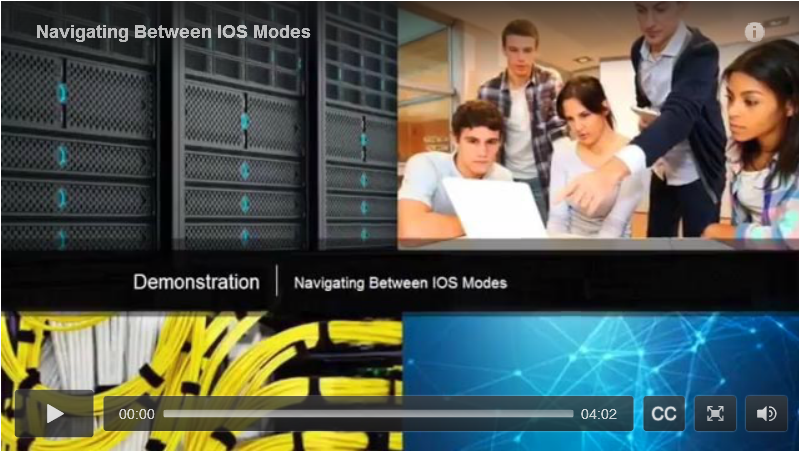 Navigating Between IOS Modes
i
Demonstration | Navigating Between IOS Modes
00:00
04:02
CC